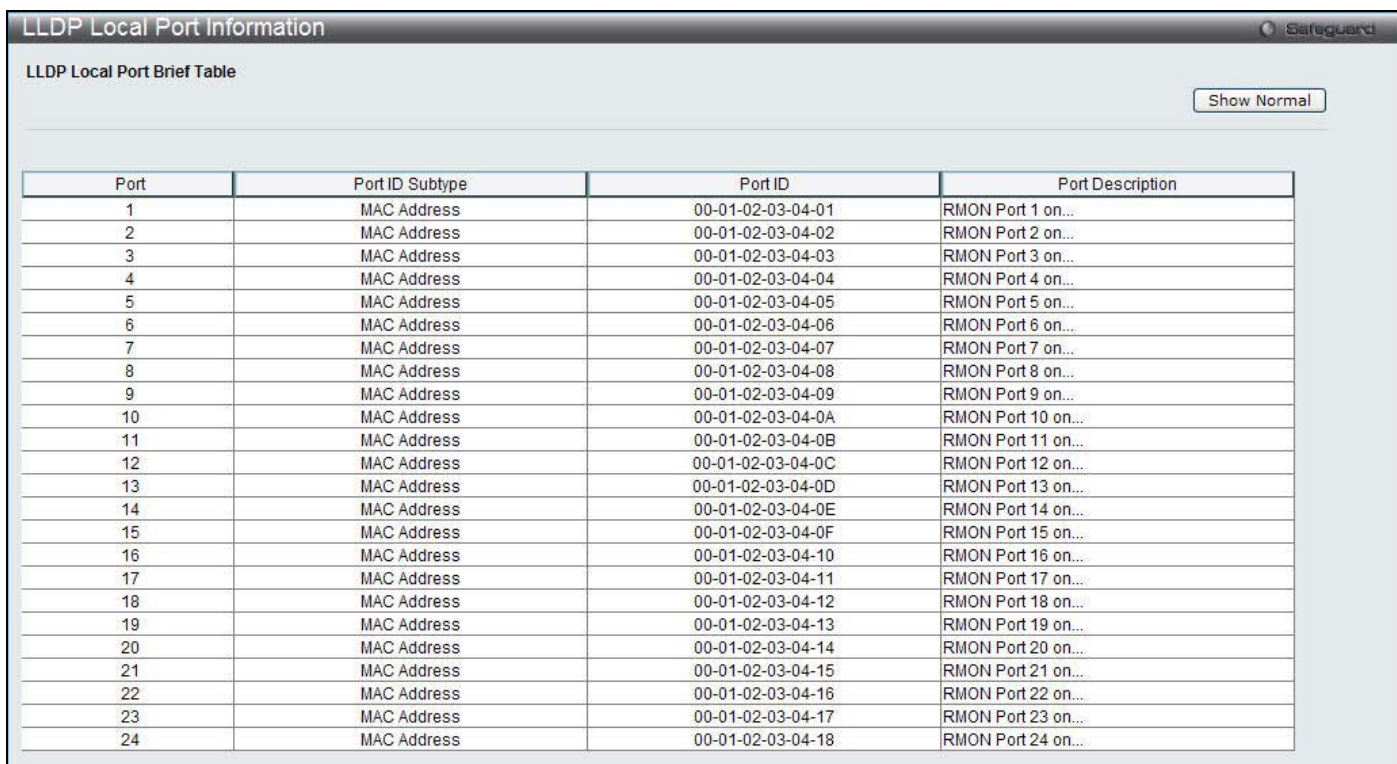 LLDP Local Port Information
Safeguard
LLDP Local Port Brief Table
Show Normal
Port Port ID Subtype Port ID Port Description
1 MAC Address 00-01-02-03-04-01 RMON Port 1 on...
2 MAC Address 00-01-02-03-04-02 RMON Port 2 on...
3 MAC Address 00-01-02-03-04-03 RMON Port 3 on...
4 MAC Address 00-01-02-03-04-04 RMON Port 4 on...
5 MAC Address 00-01-02-03-04-05 RMON Port 5 on...
6 MAC Address 00-01-02-03-04-06 RMON Port 6 on...
7 MAC Address 00-01-02-03-04-07 RMON Port 7 on...
8 MAC Address 00-01-02-03-04-08 RMON Port 8 on...
9 MAC Address 00-01-02-03-04-09 RMON Port 9 on...
10 MAC Address 00-01-02-03-04-0A RMON Port 10 on...
11 MAC Address 00-01-02-03-04-0B RMON Port 11 on...
12 MAC Address 00-01-02-03-04-0C RMON Port 12 on...
13 MAC Address 00-01-02-03-04-0D RMON Port 13 on...
14 MAC Address 00-01-02-03-04-0E RMON Port 14 on...
15 MAC Address 00-01-02-03-04-0F RMON Port 15 on...
16 MAC Address 00-01-02-03-04-10 RMON Port 16 on...
17 MAC Address 00-01-02-03-04-11 RMON Port 17 on...
18 MAC Address 00-01-02-03-04-12 RMON Port 18 on...
19 MAC Address 00-01-02-03-04-13 RMON Port 19 on...
20 MAC Address 00-01-02-03-04-14 RMON Port 20 on...
21 MAC Address 00-01-02-03-04-15 RMON Port 21 on...
22 MAC Address 00-01-02-03-04-16 RMON Port 22 on...
23 MAC Address 00-01-02-03-04-17 RMON Port 23 on...
24 MAC Address 00-01-02-03-04-18 RMON Port 24 on...